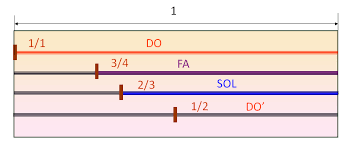 1
1/1 DO
3/4 FA
2/3 SOL
1/2 DO'